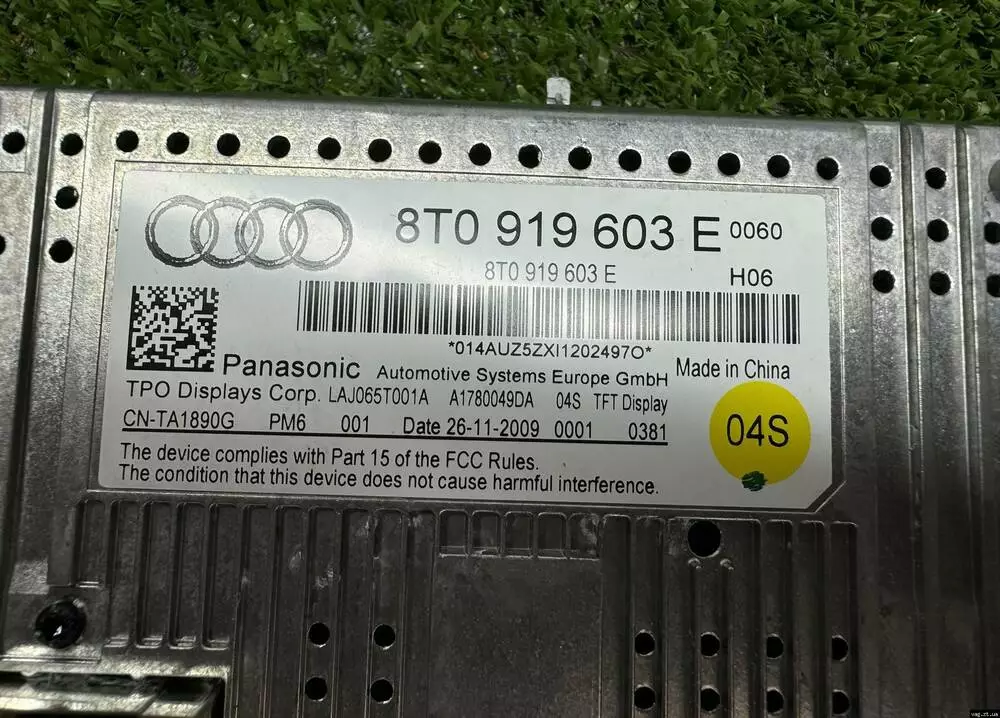 8T0 919 603 E 0060
8T0 919 603 E H06
*014AUZ5ZXI1202497O*
Panasonic Automotive Systems Europe GmbH Made in China
TPO Displays Corp. LAJ065T001A A1780049DA 04S TFT Display
CN-TA1890G PM6 001 Date 26-11-2009 0001 0381
04S
The device complies with Part 15 of the FCC Rules.
The condition that this device does not cause harmful interference.
vag.rt.ua